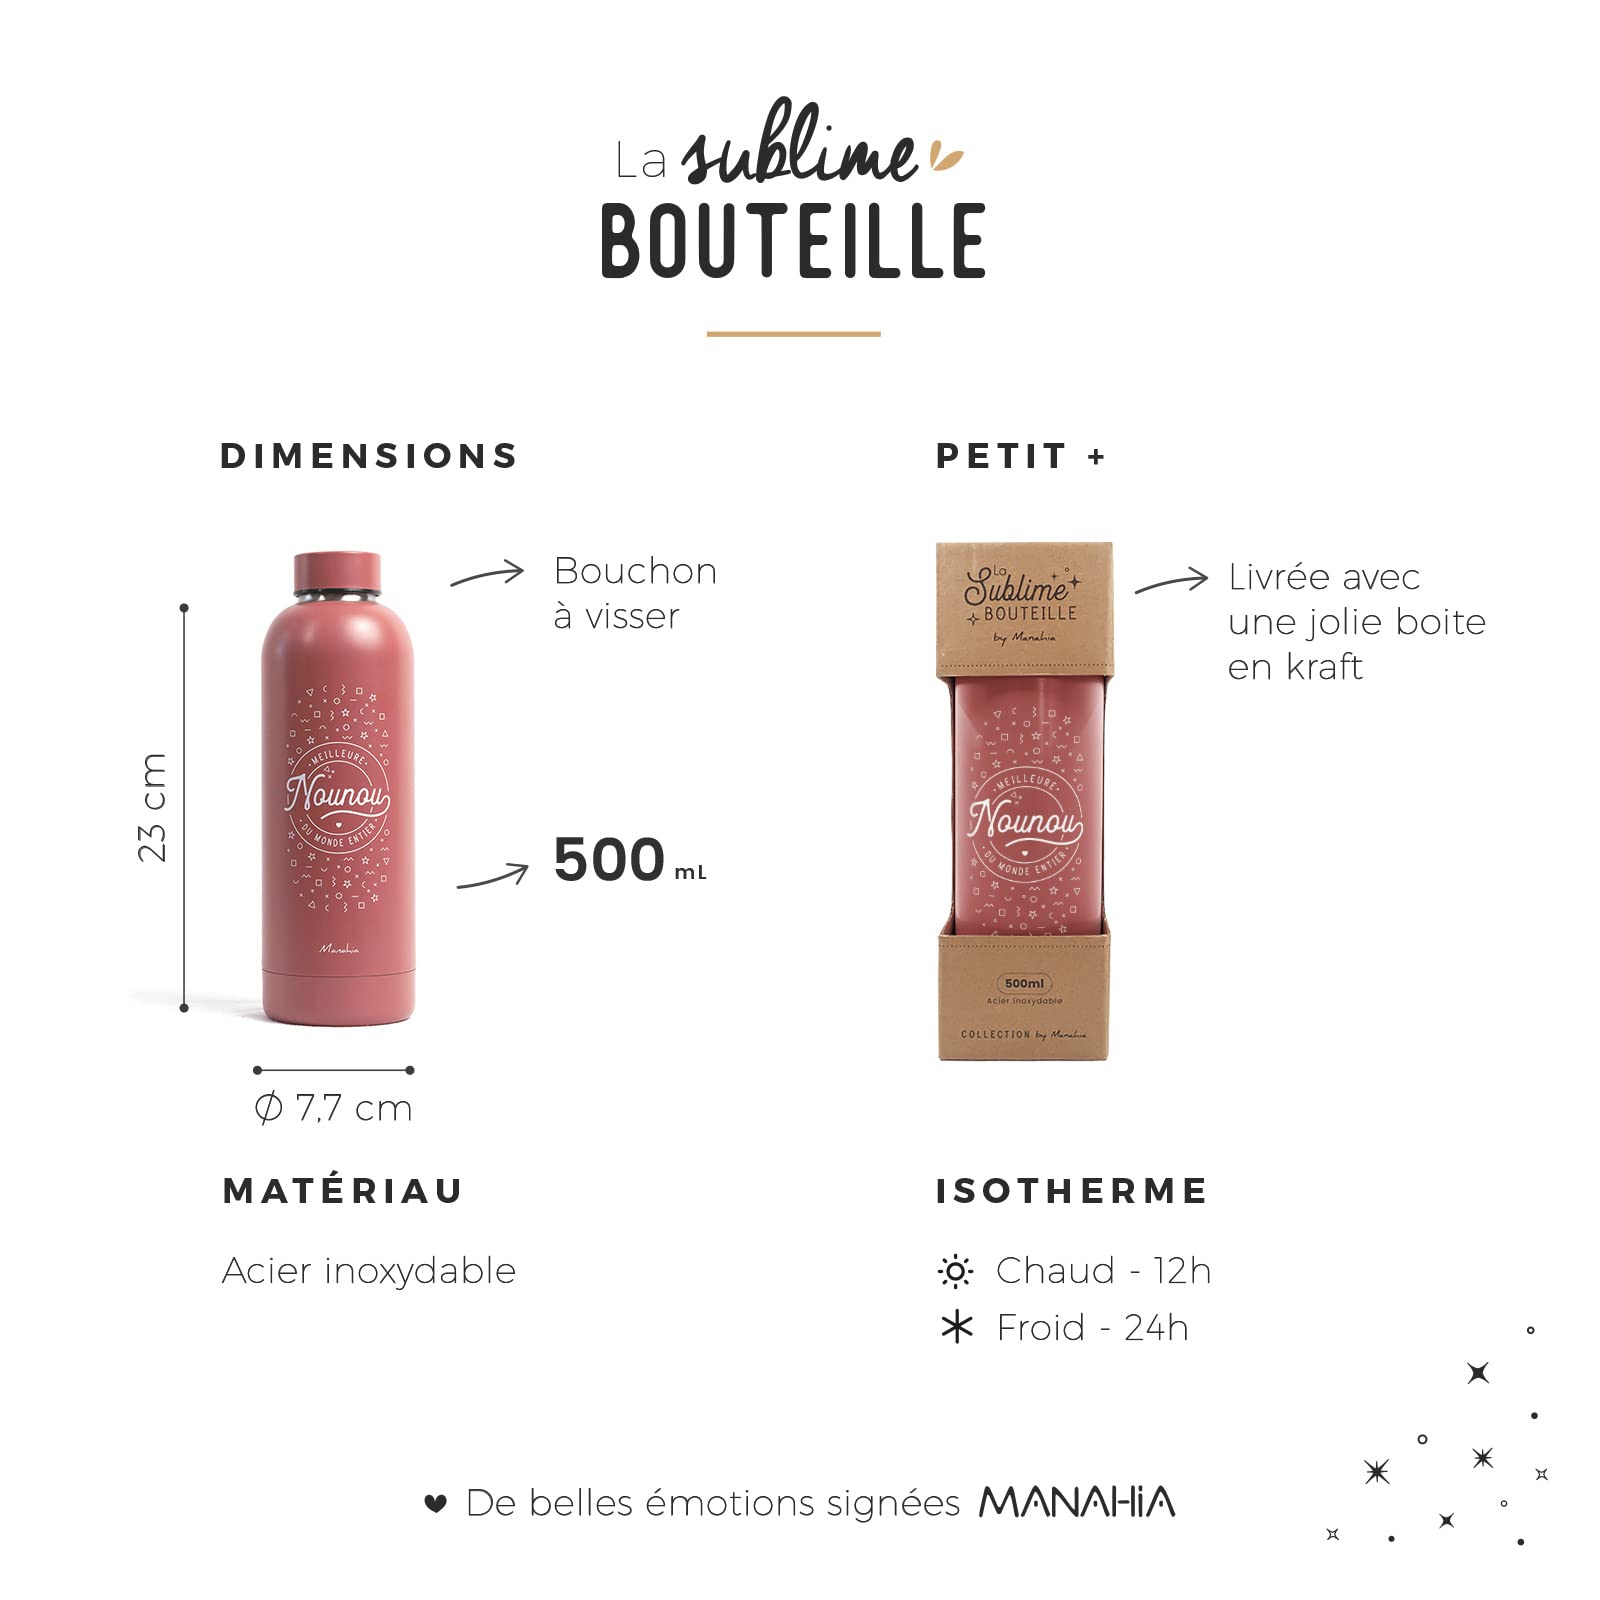 La sublime
BOUTEILLE
DIMENSIONS
Bouchon
à visser
23 cm
MEILLEURE
Nounou
DU MONDE ENTIER
Manahia
500 mL
Ø 7,7 cm
PETIT +
La
Sublime
BOUTEILLE
by Manahia
MEILLEURE
Nounou
DU MONDE ENTIER
500ml
Acier inoxydable
COLLECTION by Manahia
Livrée avec
une jolie boite
en kraft
MATÉRIAU
Acier inoxydable
ISOTHERME
Chaud - 12h
Froid - 24h
De belles émotions signées MANAHiA